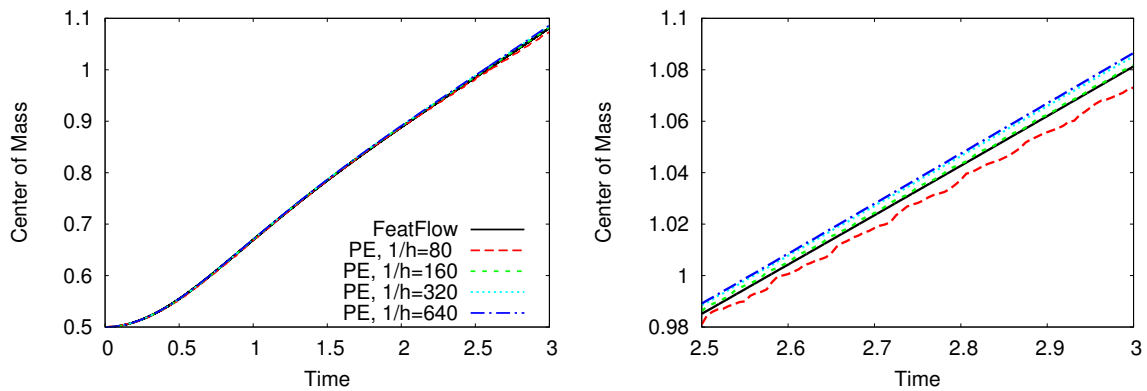 1.1
1
0.9
0.8
0.7
0.6
0.5
Center of Mass
0 0.5 1 1.5 2 2.5 3
Time
FeatFlow
PE, 1/h=80
PE, 1/h=160
PE, 1/h=320
PE, 1/h=640
1.1
1.08
1.06
1.04
1.02
1
0.98
Center of Mass
2.5 2.6 2.7 2.8 2.9 3
Time